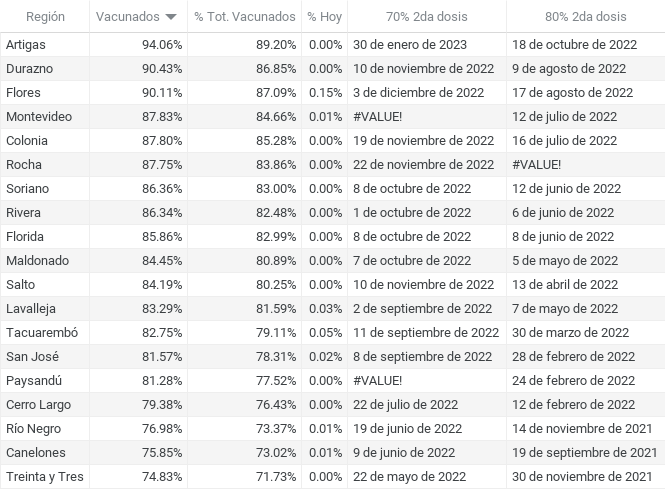 Región Vacunados % Tot. Vacunados % Hoy 70% 2da dosis 80% 2da dosis
Artigas 94.06% 89.20% 0.00% 30 de enero de 2023 18 de octubre de 2022
Durazno 90.43% 86.85% 0.00% 10 de noviembre de 2022 9 de agosto de 2022
Flores 90.11% 87.09% 0.15% 3 de diciembre de 2022 17 de agosto de 2022
Montevideo 87.83% 84.66% 0.01% #VALUE! 12 de julio de 2022
Colonia 87.80% 85.28% 0.00% 19 de noviembre de 2022 16 de julio de 2022
Rocha 87.75% 83.86% 0.00% 22 de noviembre de 2022 #VALUE!
Soriano 86.36% 83.00% 0.00% 8 de octubre de 2022 12 de junio de 2022
Rivera 86.34% 82.48% 0.00% 1 de octubre de 2022 6 de junio de 2022
Florida 85.86% 82.99% 0.00% 8 de octubre de 2022 8 de junio de 2022
Maldonado 84.45% 80.89% 0.00% 7 de octubre de 2022 5 de mayo de 2022
Salto 84.19% 80.25% 0.00% 10 de noviembre de 2022 13 de abril de 2022
Lavalleja 83.29% 81.59% 0.03% 2 de septiembre de 2022 7 de mayo de 2022
Tacuarembó 82.75% 79.11% 0.05% 11 de septiembre de 2022 30 de marzo de 2022
San José 81.57% 78.31% 0.02% 8 de septiembre de 2022 28 de febrero de 2022
Paysandú 81.28% 77.52% 0.00% #VALUE! 24 de febrero de 2022
Cerro Largo 79.38% 76.43% 0.00% 22 de julio de 2022 12 de febrero de 2022
Río Negro 76.98% 73.37% 0.01% 19 de junio de 2022 14 de noviembre de 2021
Canelones 75.85% 73.02% 0.01% 9 de junio de 2022 19 de septiembre de 2021
Treinta y Tres 74.83% 71.73% 0.00% 22 de mayo de 2022 30 de noviembre de 2021